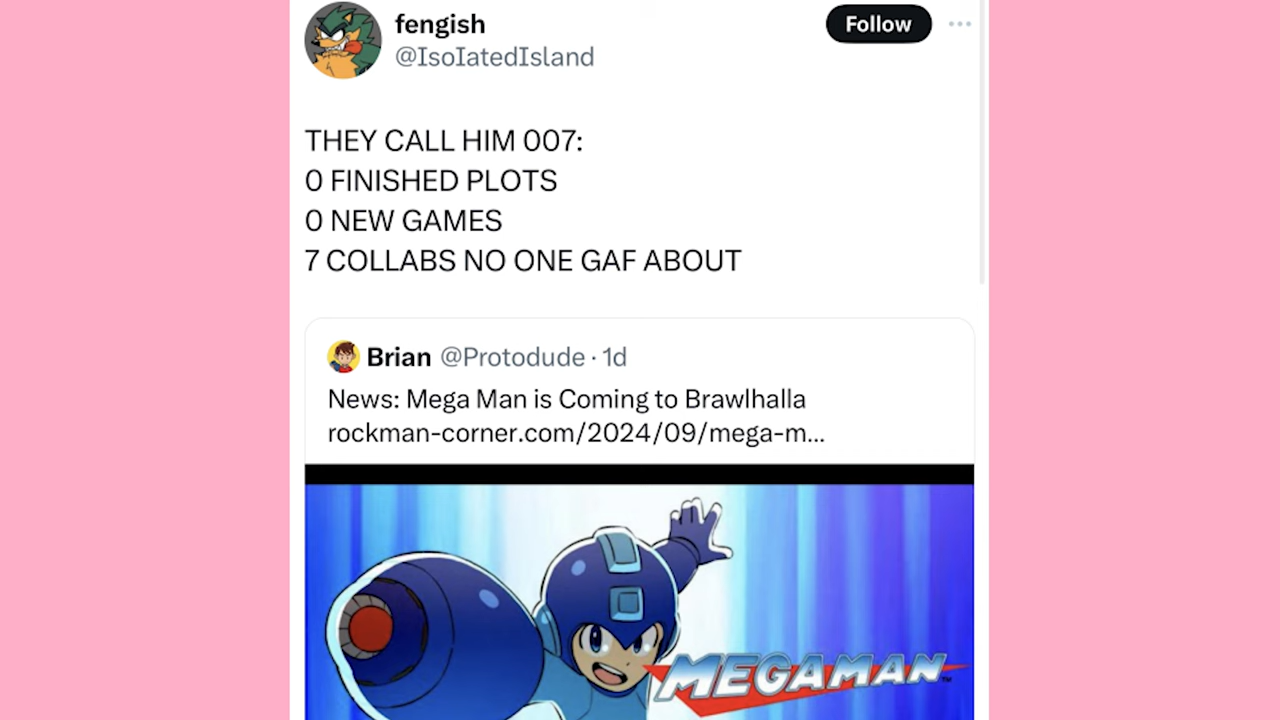 fengish
Follow
@IsoIatedIsland
THEY CALL HIM 007:
0 FINISHED PLOTS
0 NEW GAMES
7 COLLABS NO ONE GAF ABOUT
Brian @Protodude · 1d
News: Mega Man is Coming to Brawlhalla
rockman-corner.com/2024/09/mega-m...
MEGAMAN™